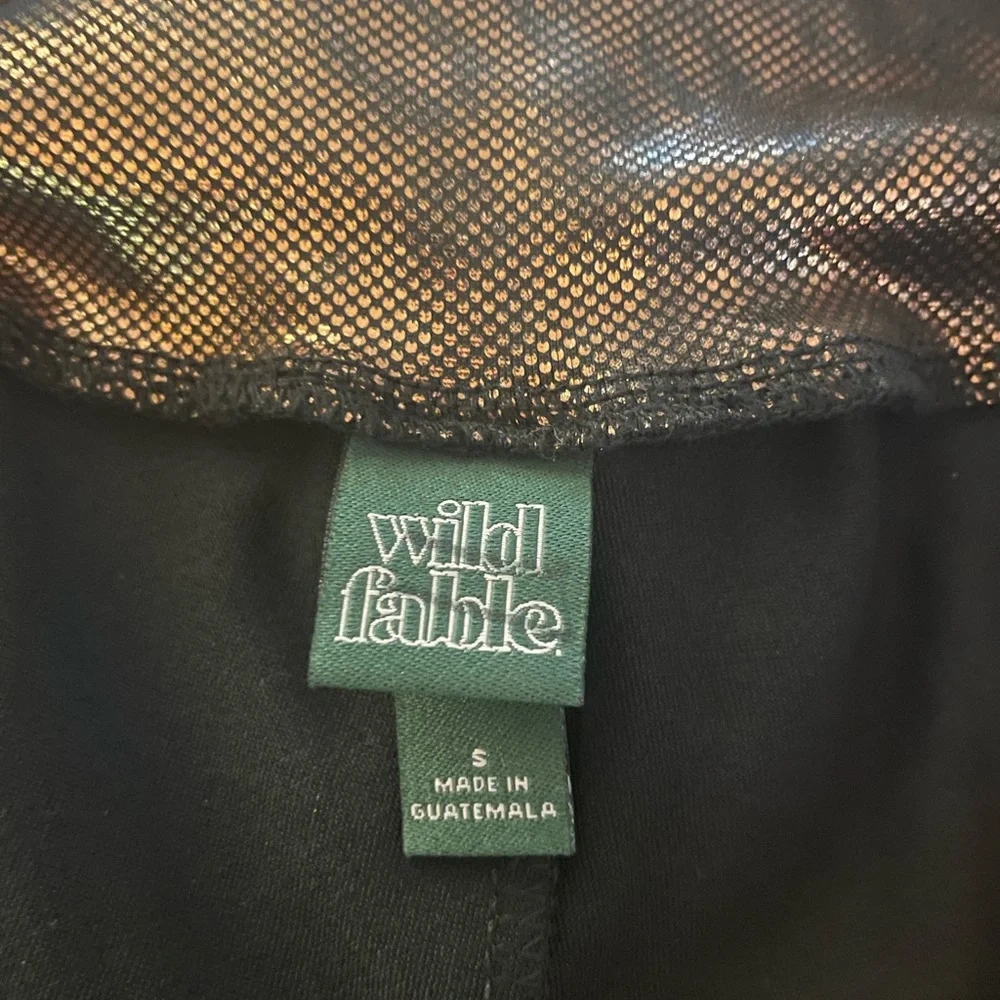 wild
fable.
S
MADE IN
GUATEMALA